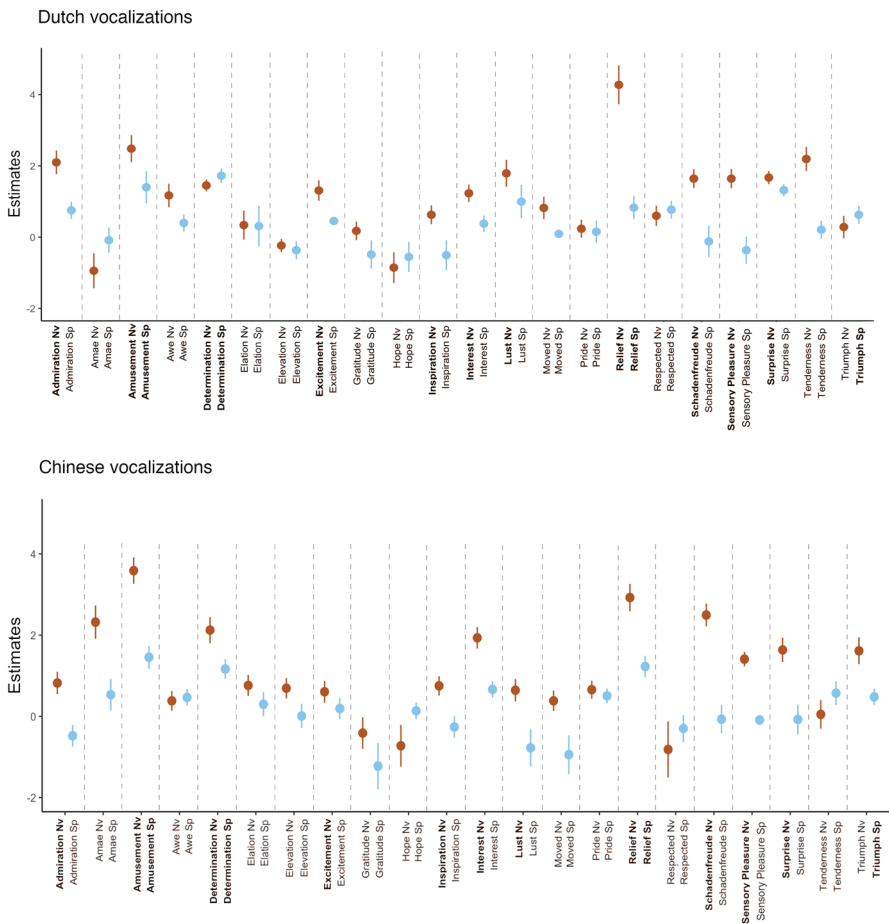 Dutch vocalizations
Estimates
4
2
0
-2
Admiration Nv
Admiration Sp
Amae Nv
Amae Sp
Amusement Nv
Amusement Sp
Awe Nv
Awe Sp
Determination Nv
Determination Sp
Elation Nv
Elation Sp
Elevation Nv
Elevation Sp
Excitement Nv
Excitement Sp
Gratitude Nv
Gratitude Sp
Hope Nv
Hope Sp
Inspiration Nv
Inspiration Sp
Interest Nv
Interest Sp
Lust Nv
Lust Sp
Moved Nv
Moved Sp
Pride Nv
Pride Sp
Relief Nv
Relief Sp
Respected Nv
Respected Sp
Schadenfreude Nv
Schadenfreude Sp
Sensory Pleasure Nv
Sensory Pleasure Sp
Surprise Nv
Surprise Sp
Tenderness Nv
Tenderness Sp
Triumph Nv
Triumph Sp
Chinese vocalizations
Estimates
4
2
0
-2
Admiration Nv
Admiration Sp
Amae Nv
Amae Sp
Amusement Nv
Amusement Sp
Awe Nv
Awe Sp
Determination Nv
Determination Sp
Elation Nv
Elation Sp
Elevation Nv
Elevation Sp
Excitement Nv
Excitement Sp
Gratitude Nv
Gratitude Sp
Hope Nv
Hope Sp
Inspiration Nv
Inspiration Sp
Interest Nv
Interest Sp
Lust Nv
Lust Sp
Moved Nv
Moved Sp
Pride Nv
Pride Sp
Relief Nv
Relief Sp
Respected Nv
Respected Sp
Schadenfreude Nv
Schadenfreude Sp
Sensory Pleasure Nv
Sensory Pleasure Sp
Surprise Nv
Surprise Sp
Tenderness Nv
Tenderness Sp
Triumph Nv
Triumph Sp